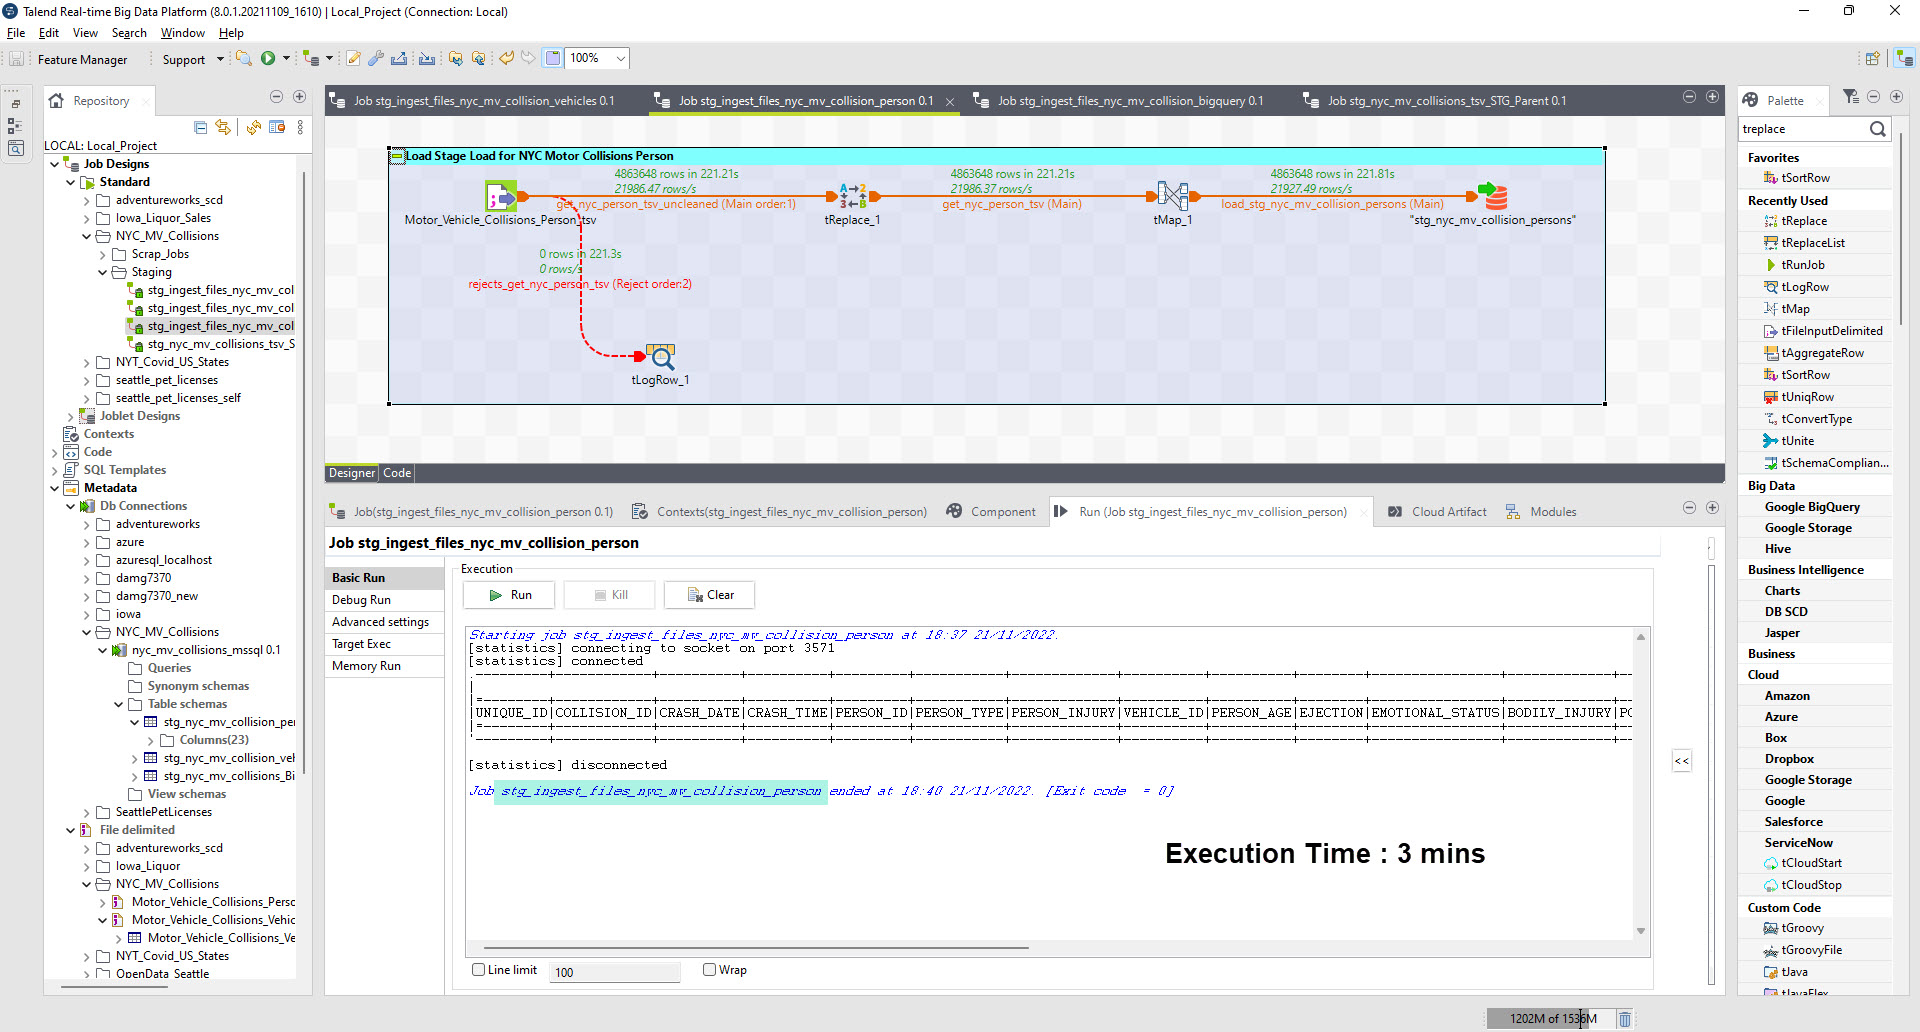 Talend Real-time Big Data Platform (8.0.1.20211109_1610) | Local_Project (Connection: Local)
File Edit View Search Window Help
Feature Manager Support 100%
Repository
LOCAL: Local_Project
Job Designs
Standard
adventureworks_scd
Iowa_Liquor_Sales
NYC_MV_Collisions
Scrap_Jobs
Staging
stg_ingest_files_nyc_mv_col
stg_ingest_files_nyc_mv_col
stg_ingest_files_nyc_mv_col
stg_nyc_mv_collisions_tsv_S
NYT_Covid_US_States
seattle_pet_licenses
seattle_pet_licenses_self
Joblet Designs
Contexts
Code
SQL Templates
Metadata
Db Connections
adventureworks
azure
azuresql_localhost
damg7370
damg7370_new
iowa
NYC_MV_Collisions
nyc_mv_collisions_mssql 0.1
Queries
Synonym schemas
Table schemas
stg_nyc_mv_collision_per
Columns(23)
stg_nyc_mv_collision_veh
stg_nyc_mv_collisions_Bi
View schemas
SeattlePetLicenses
File delimited
adventureworks_scd
Iowa_Liquor
NYC_MV_Collisions
Motor_Vehicle_Collisions_Perso
Motor_Vehicle_Collisions_Vehic
Motor_Vehicle_Collisions_Ve
NYT_Covid_US_States
OpenData_Seattle
Job stg_ingest_files_nyc_mv_collision_vehicles 0.1
Job stg_ingest_files_nyc_mv_collision_person 0.1
Job stg_ingest_files_nyc_mv_collision_bigquery 0.1
Job stg_nyc_mv_collisions_tsv_STG_Parent 0.1
Load Stage Load for NYC Motor Collisions Person
4863648 rows in 221.21s
21986.47 rows/s
get_nyc_person_tsv_uncleaned (Main order:1)
4863648 rows in 221.21s
21986.37 rows/s
get_nyc_person_tsv (Main)
4863648 rows in 221.81s
21927.49 rows/s
load_stg_nyc_mv_collision_persons (Main)
Motor_Vehicle_Collisions_Person_tsv
tReplace_1
tMap_1
"stg_nyc_mv_collision_persons"
0 rows in 221.3s
0 rows/s
rejects_get_nyc_person_tsv (Reject order:2)
tLogRow_1
Designer Code
Job(stg_ingest_files_nyc_mv_collision_person 0.1)
Contexts(stg_ingest_files_nyc_mv_collision_person)
Component
Run (Job stg_ingest_files_nyc_mv_collision_person)
Cloud Artifact
Modules
Job stg_ingest_files_nyc_mv_collision_person
Basic Run
Debug Run
Advanced settings
Target Exec
Memory Run
Execution
Run Kill Clear
Starting job stg_ingest_files_nyc_mv_collision_person at 18:37 21/11/2022.
[statistics] connecting to socket on port 3571
[statistics] connected
|UNIQUE_ID|COLLISION_ID|CRASH_DATE|CRASH_TIME|PERSON_ID|PERSON_TYPE|PERSON_INJURY|VEHICLE_ID|PERSON_AGE|EJECTION|EMOTIONAL_STATUS|BODILY_INJURY|PO
[statistics] disconnected
Job stg_ingest_files_nyc_mv_collision_person ended at 18:40 21/11/2022. [Exit code = 0]
Execution Time : 3 mins
Line limit 100 Wrap
<<
Palette
treplace
Favorites
tSortRow
Recently Used
tReplace
tReplaceList
tRunJob
tLogRow
tMap
tFileInputDelimited
tAggregateRow
tSortRow
tUniqRow
tConvertType
tUnite
tSchemaComplian...
Big Data
Google BigQuery
Google Storage
Hive
Business Intelligence
Charts
DB SCD
Jasper
Business
Cloud
Amazon
Azure
Box
Dropbox
Google Storage
Google
Salesforce
ServiceNow
tCloudStart
tCloudStop
Custom Code
tGroovy
tGroovyFile
tJava
tJavaFlex
1202M of 1536M